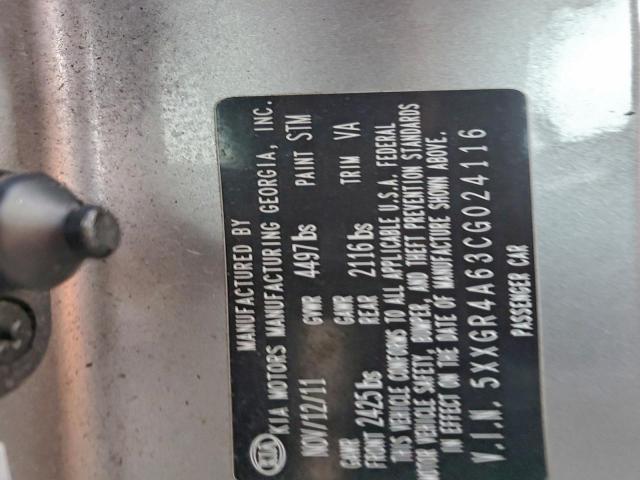 MANUFACTURED BY
KIA KIA MOTORS MANUFACTURING GEORGIA, INC.
NOV/12/11 GVWR 4497lbs PAINT STM
GAWR GAWR
FRONT 2425lbs REAR 2116lbs TRIM VA
THIS VEHICLE CONFORMS TO ALL APPLICABLE U.S.A. FEDERAL
MOTOR VEHICLE SAFETY, BUMPER, AND THEFT PREVENTION STANDARDS
IN EFFECT ON THE DATE OF MANUFACTURE SHOWN ABOVE.
V.I.N. 5XXGR4A63CG024116
PASSENGER CAR